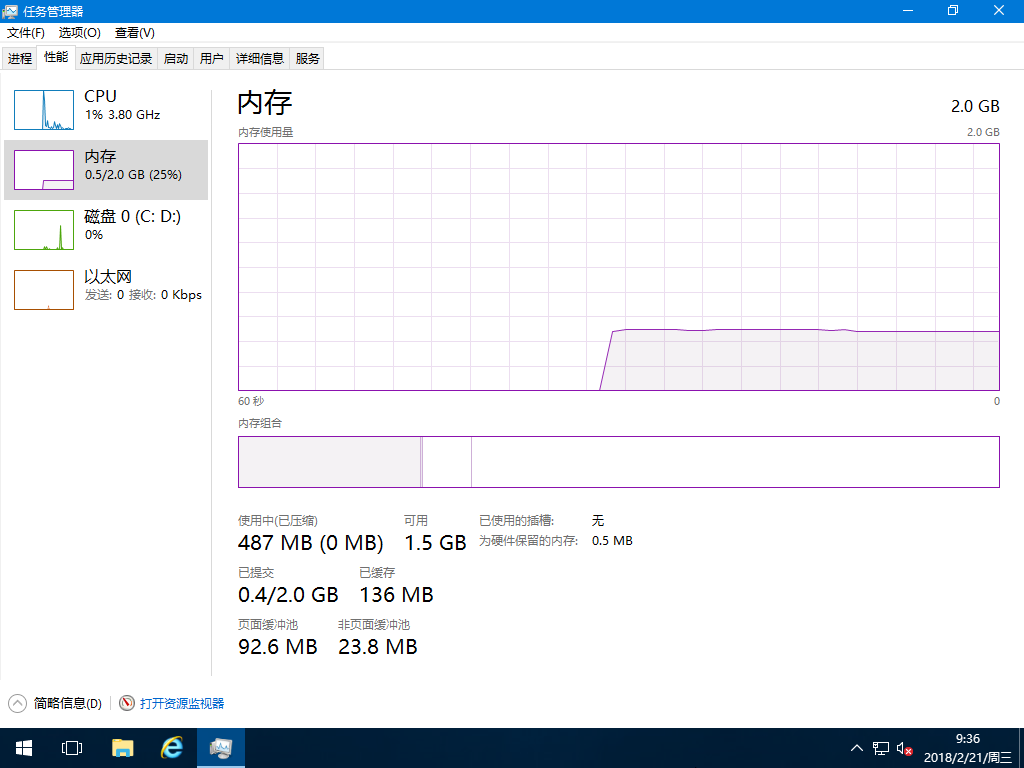 任务管理器
文件(F) 选项(O) 查看(V)
进程 性能 应用历史记录 启动 用户 详细信息 服务
CPU
1% 3.80 GHz
内存
0.5/2.0 GB (25%)
磁盘 0 (C: D:)
0%
以太网
发送: 0 接收: 0 Kbps
内存 2.0 GB
内存使用量 2.0 GB
60 秒 0
内存组合
使用中(已压缩) 可用 已使用的插槽: 无
487 MB (0 MB) 1.5 GB 为硬件保留的内存: 0.5 MB
已提交 已缓存
0.4/2.0 GB 136 MB
页面缓冲池 非页面缓冲池
92.6 MB 23.8 MB
简略信息(D) 打开资源监视器
9:36
2018/2/21/周三